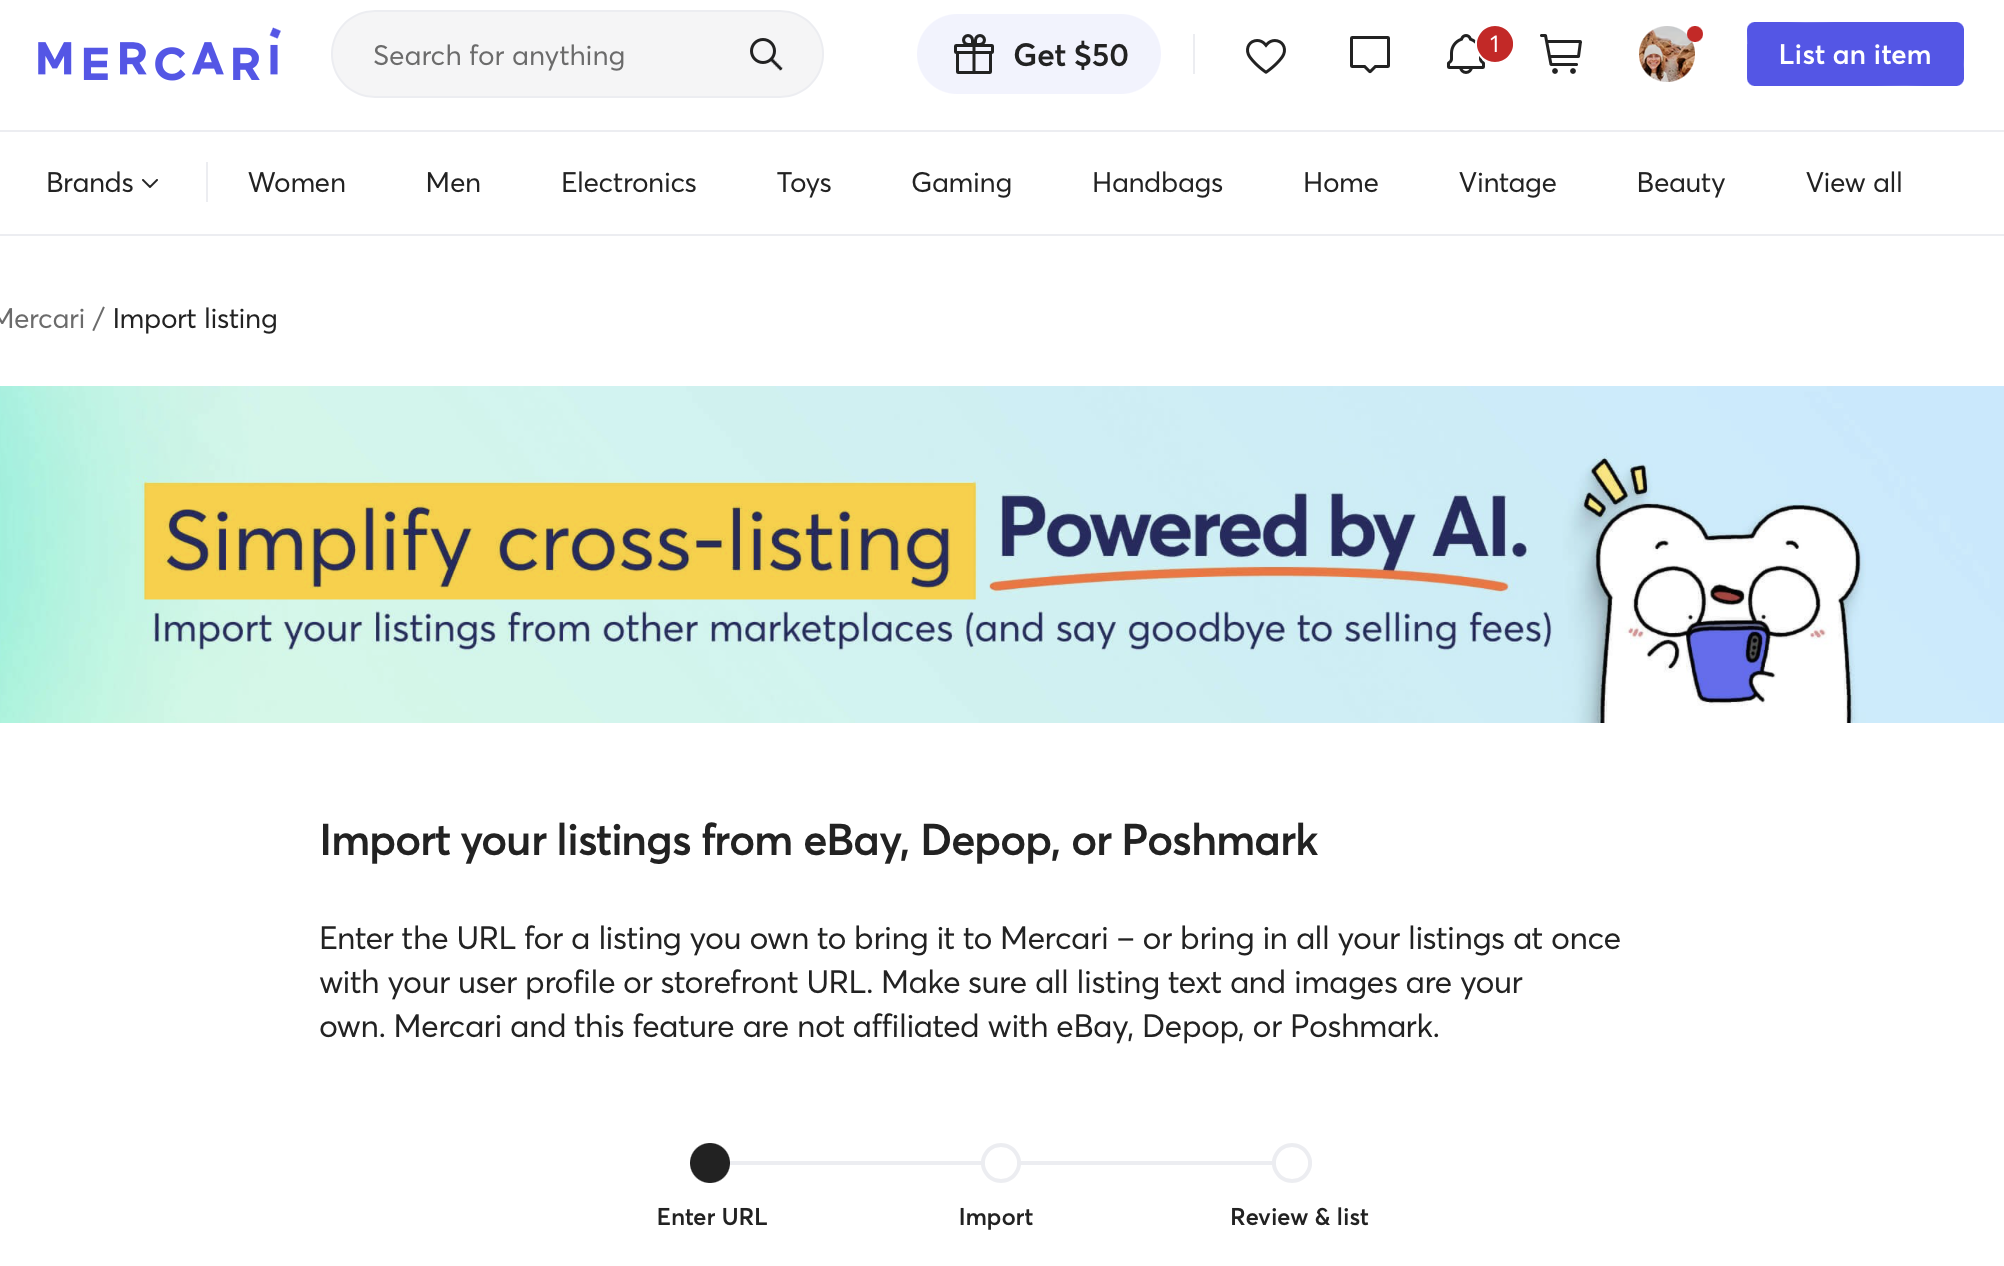 MERCARI
Search for anything
Get $50
1
List an item
Brands
Women
Men
Electronics
Toys
Gaming
Handbags
Home
Vintage
Beauty
View all
Mercari / Import listing
Simplify cross-listing Powered by AI.
Import your listings from other marketplaces (and say goodbye to selling fees)
Import your listings from eBay, Depop, or Poshmark
Enter the URL for a listing you own to bring it to Mercari – or bring in all your listings at once
with your user profile or storefront URL. Make sure all listing text and images are your
own. Mercari and this feature are not affiliated with eBay, Depop, or Poshmark.
Enter URL
Import
Review & list